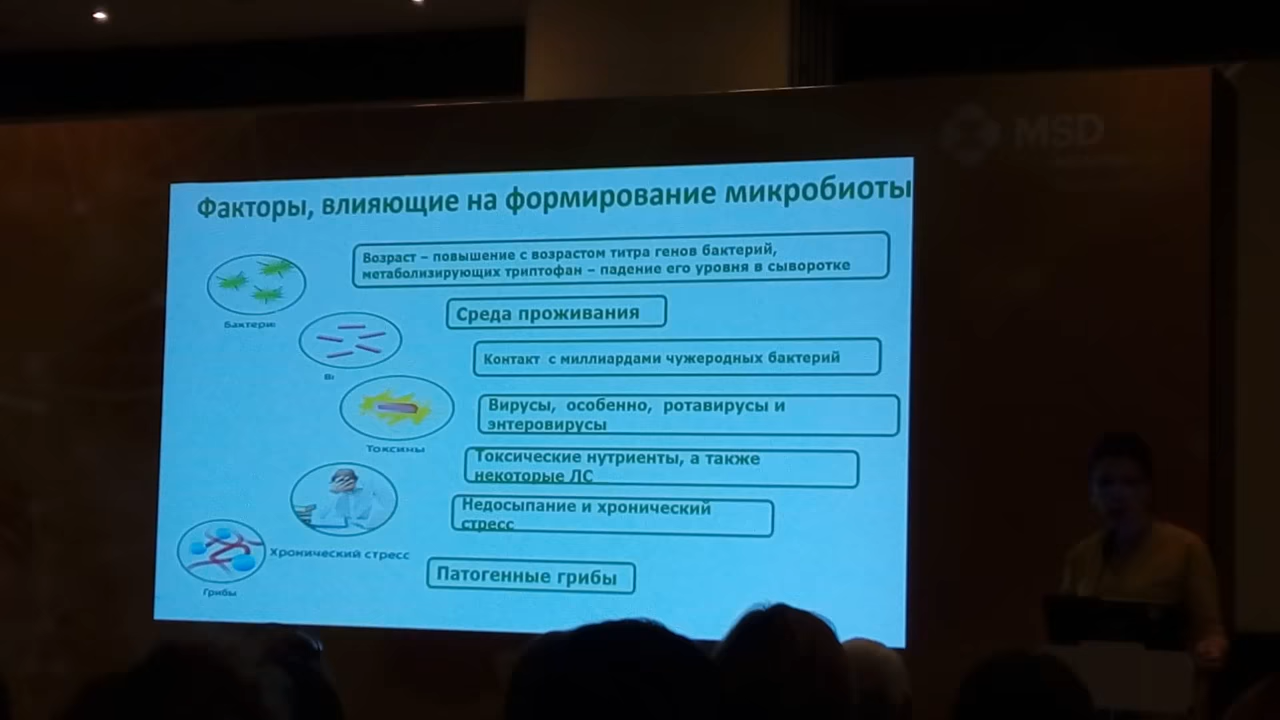 MSD
Факторы, влияющие на формирование микробиоты
Возраст – повышение с возрастом титра генов бактерий,
метаболизирующих триптофан – падение его уровня в сыворотке
Бактери
Среда проживания
Контакт с миллиардами чужеродных бактерий
Ви
Вирусы, особенно, ротавирусы и
энтеровирусы
Токсины
Токсические нутриенты, а также
некоторые ЛС
Недосыпание и хронический
стресс
Хронический стресс
Патогенные грибы
Грибы